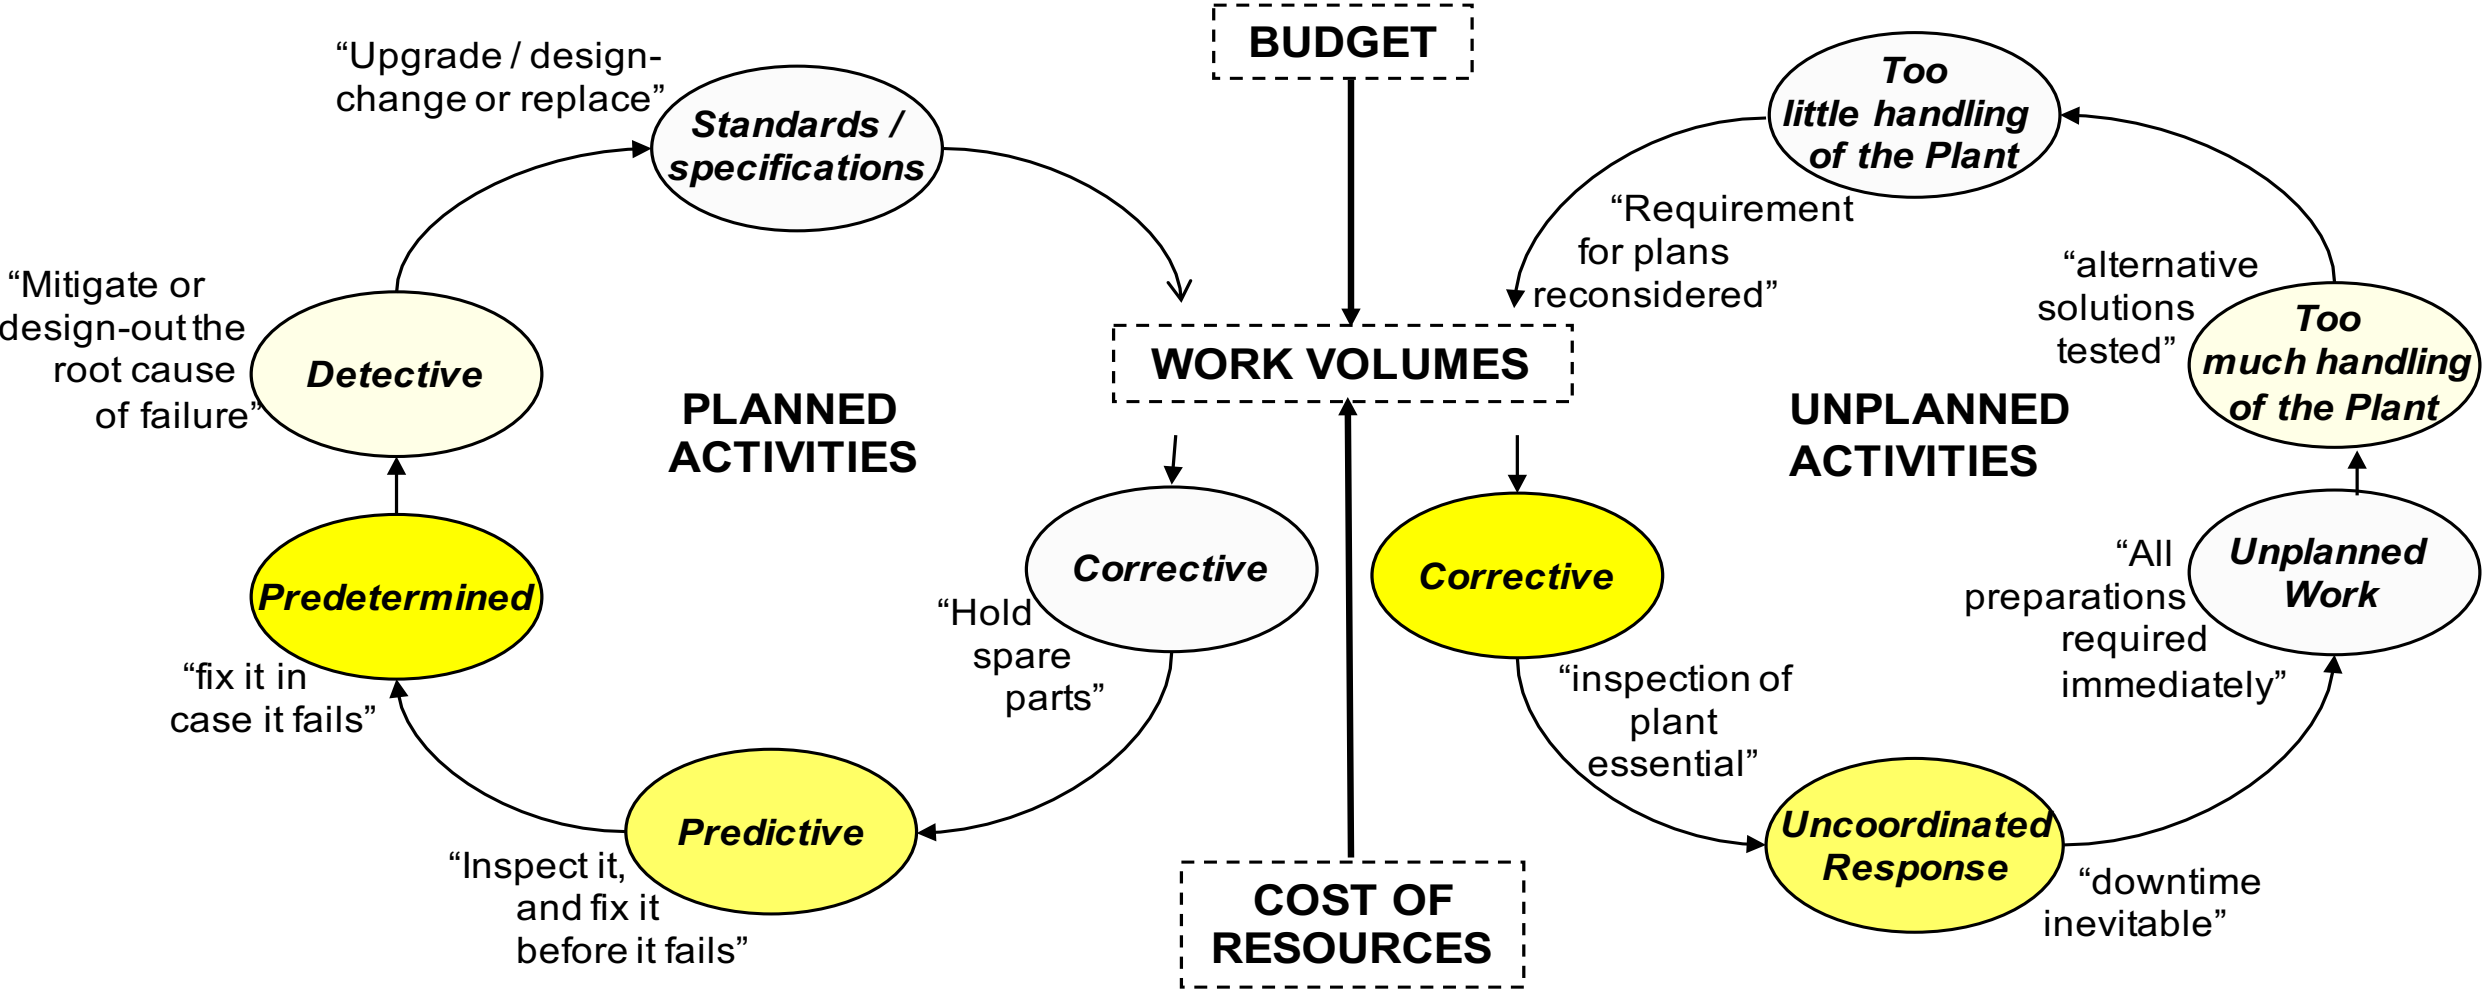 BUDGET
“Upgrade / design-
change or replace”
Standards /
specifications
Too
little handling
of the Plant
“Requirement
for plans
reconsidered”
“alternative
solutions
tested”
“Mitigate or
design-out the
root cause
of failure”
Detective
PLANNED
ACTIVITIES
WORK VOLUMES
UNPLANNED
ACTIVITIES
Too
much handling
of the Plant
Predetermined
Corrective
Corrective
Unplanned
Work
“All
preparations
required
immediately”
“Hold
spare
parts”
“fix it in
case it fails”
“inspection of
plant
essential”
Predictive
Uncoordinated
Response
“Inspect it,
and fix it
before it fails”
COST OF
RESOURCES
“downtime
inevitable”